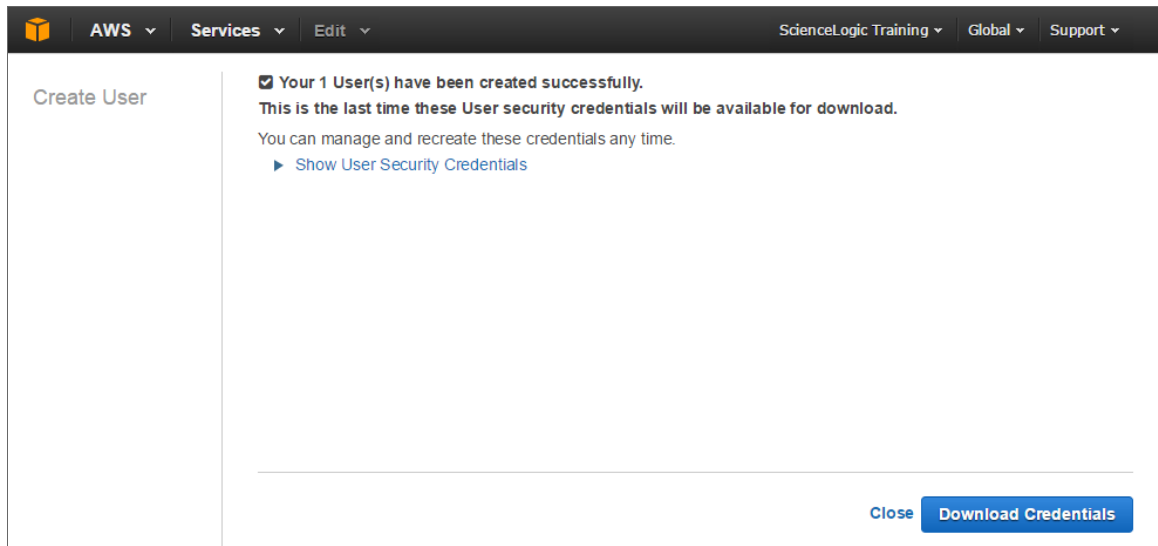 AWS Services Edit ScienceLogic Training Global Support
Create User
Your 1 User(s) have been created successfully.
This is the last time these User security credentials will be available for download.
You can manage and recreate these credentials any time.
Show User Security Credentials
Close Download Credentials